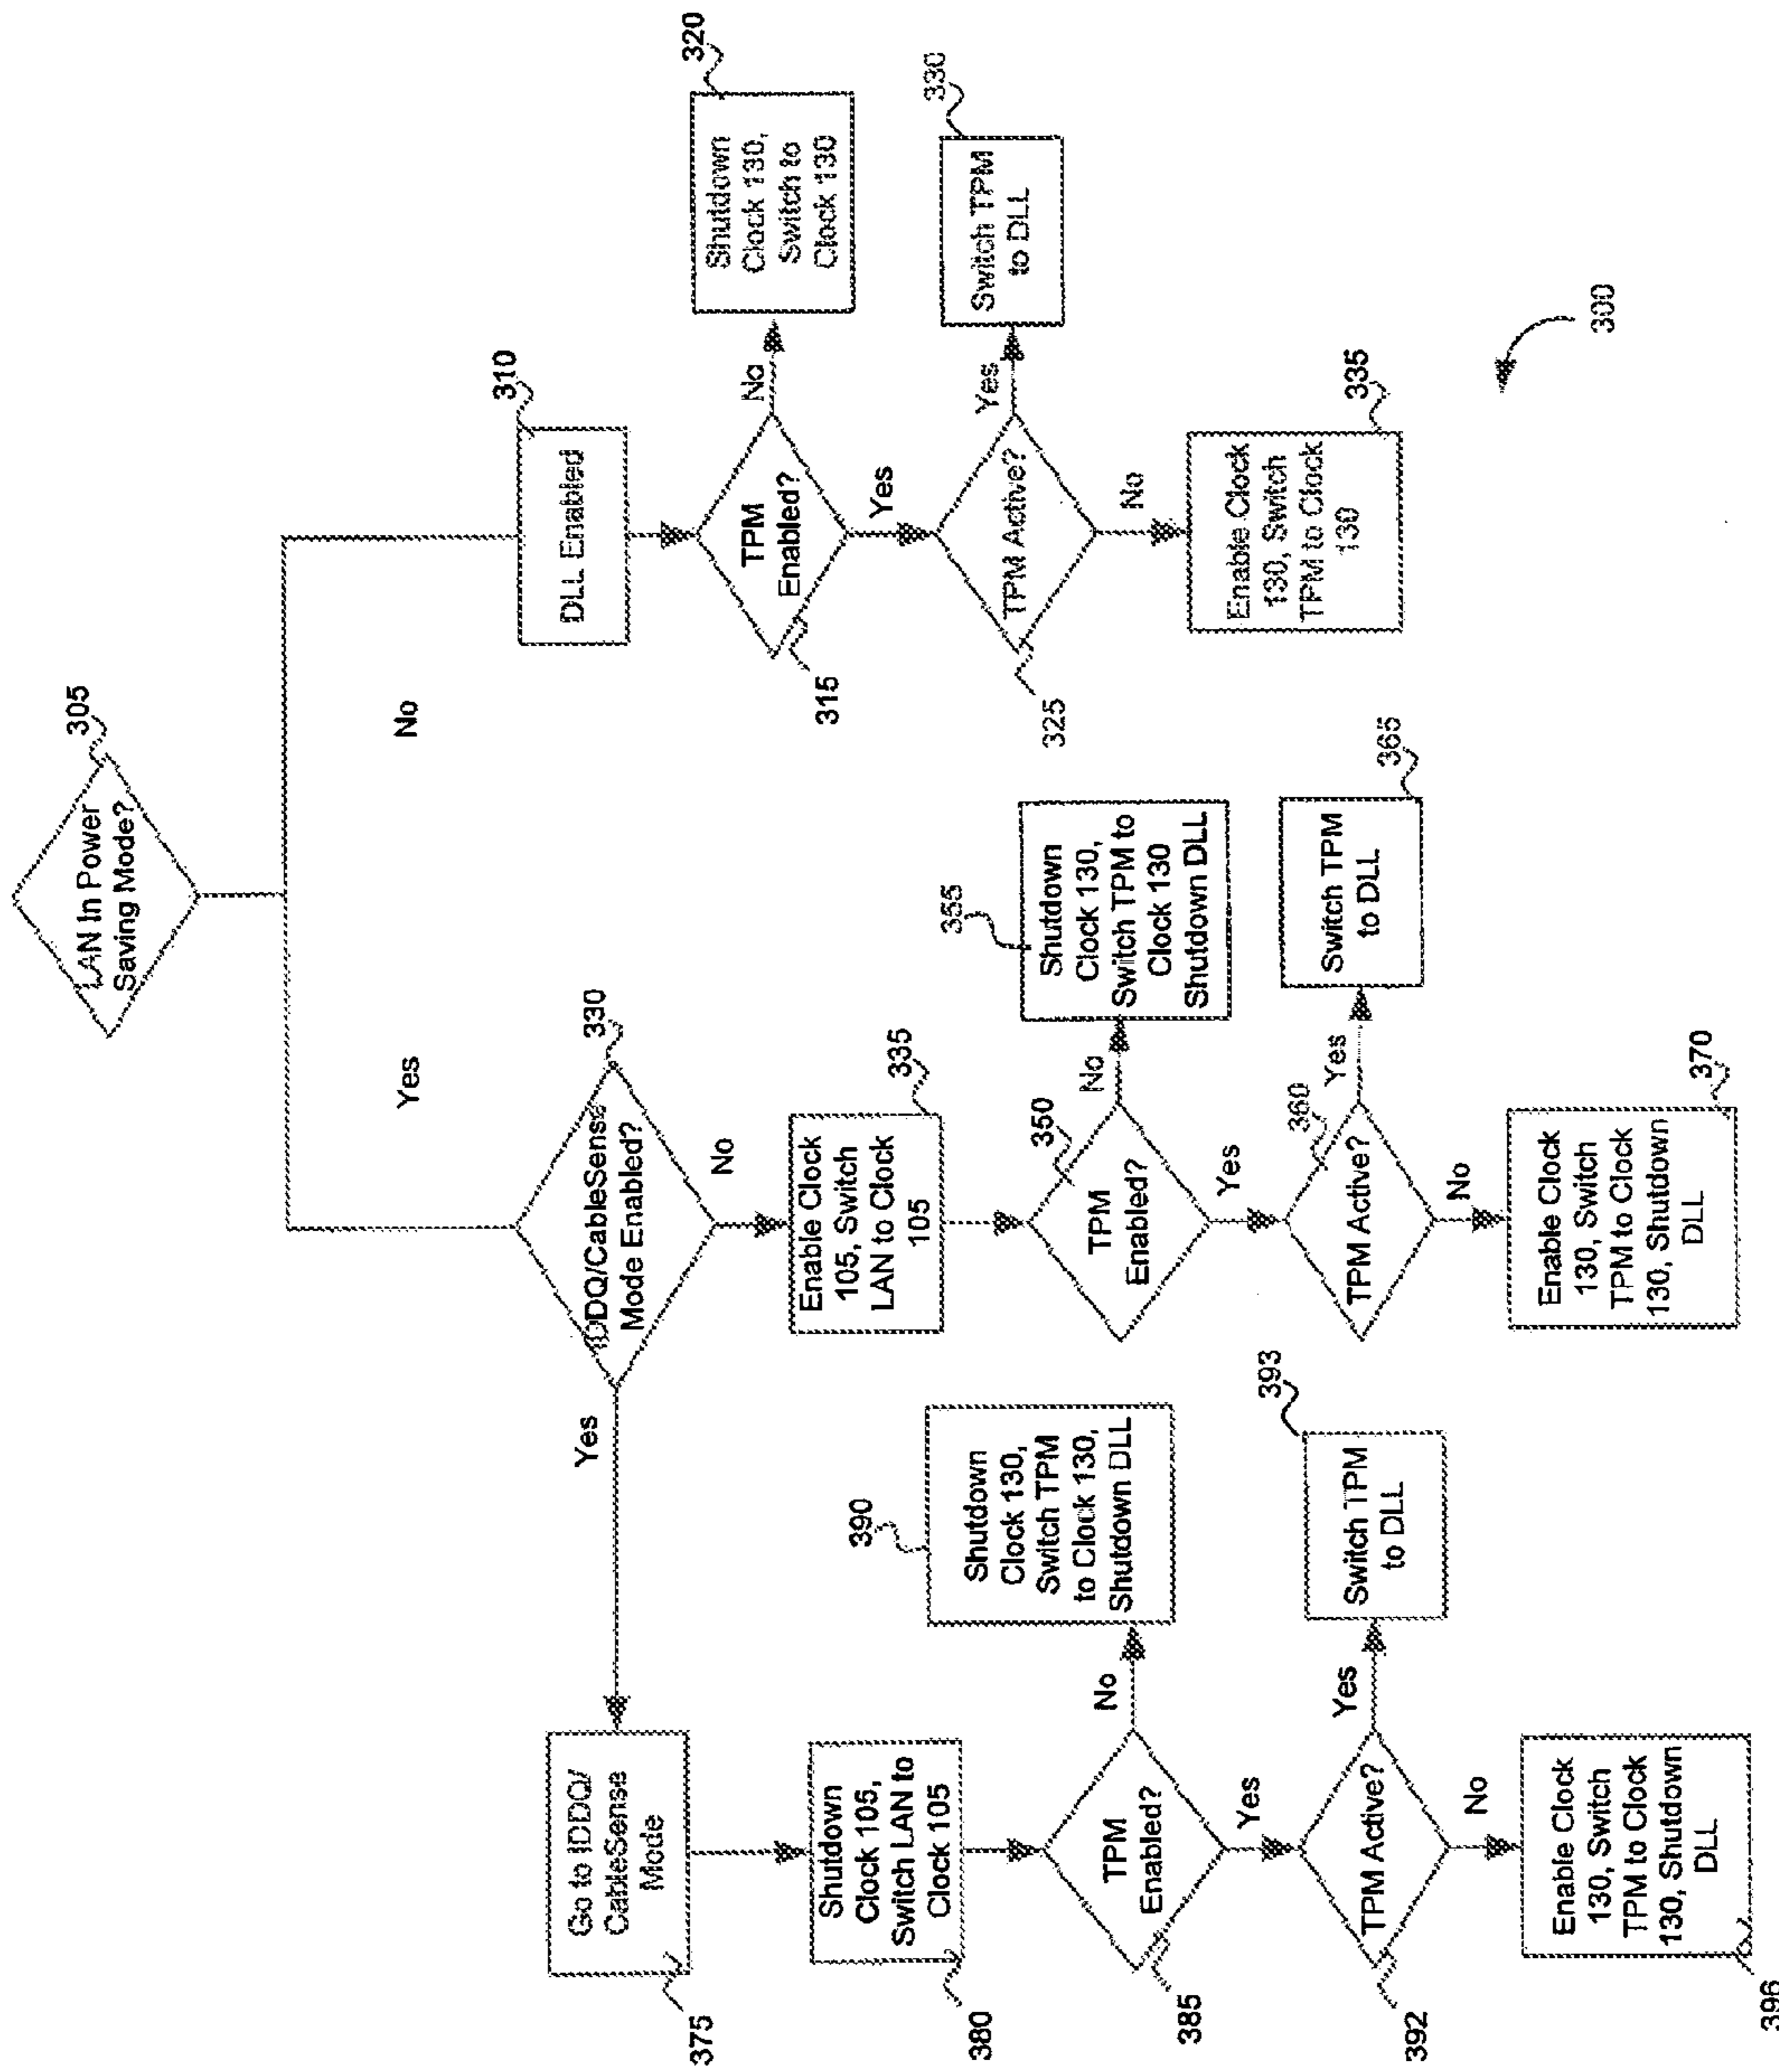 305
LAN In Power
Saving Mode?
Yes
No
330
IDDQ/CableSense
Mode Enabled?
Yes
No
310
DLL Enabled
375
Go to IDDQ/
CableSense
Mode
335
Enable Clock
105, Switch
LAN to Clock
105
315
TPM
Enabled?
No
Yes
320
Shutdown
Clock 130,
Switch to
Clock 130
380
Shutdown
Clock 105,
Switch LAN to
Clock 105
350
TPM
Enabled?
No
Yes
355
Shutdown
Clock 130,
Switch TPM to
Clock 130
Shutdown DLL
325
TPM Active?
Yes
No
330
Switch TPM
to DLL
385
TPM
Enabled?
No
Yes
390
Shutdown
Clock 130,
Switch TPM
to Clock 130,
Shutdown DLL
360
TPM Active?
Yes
No
365
Switch TPM
to DLL
335
Enable Clock
130, Switch
TPM to Clock
130
392
TPM Active?
Yes
No
393
Switch TPM
to DLL
370
Enable Clock
130, Switch
TPM to Clock
130, Shutdown
DLL
396
Enable Clock
130, Switch
TPM to Clock
130, Shutdown
DLL
300